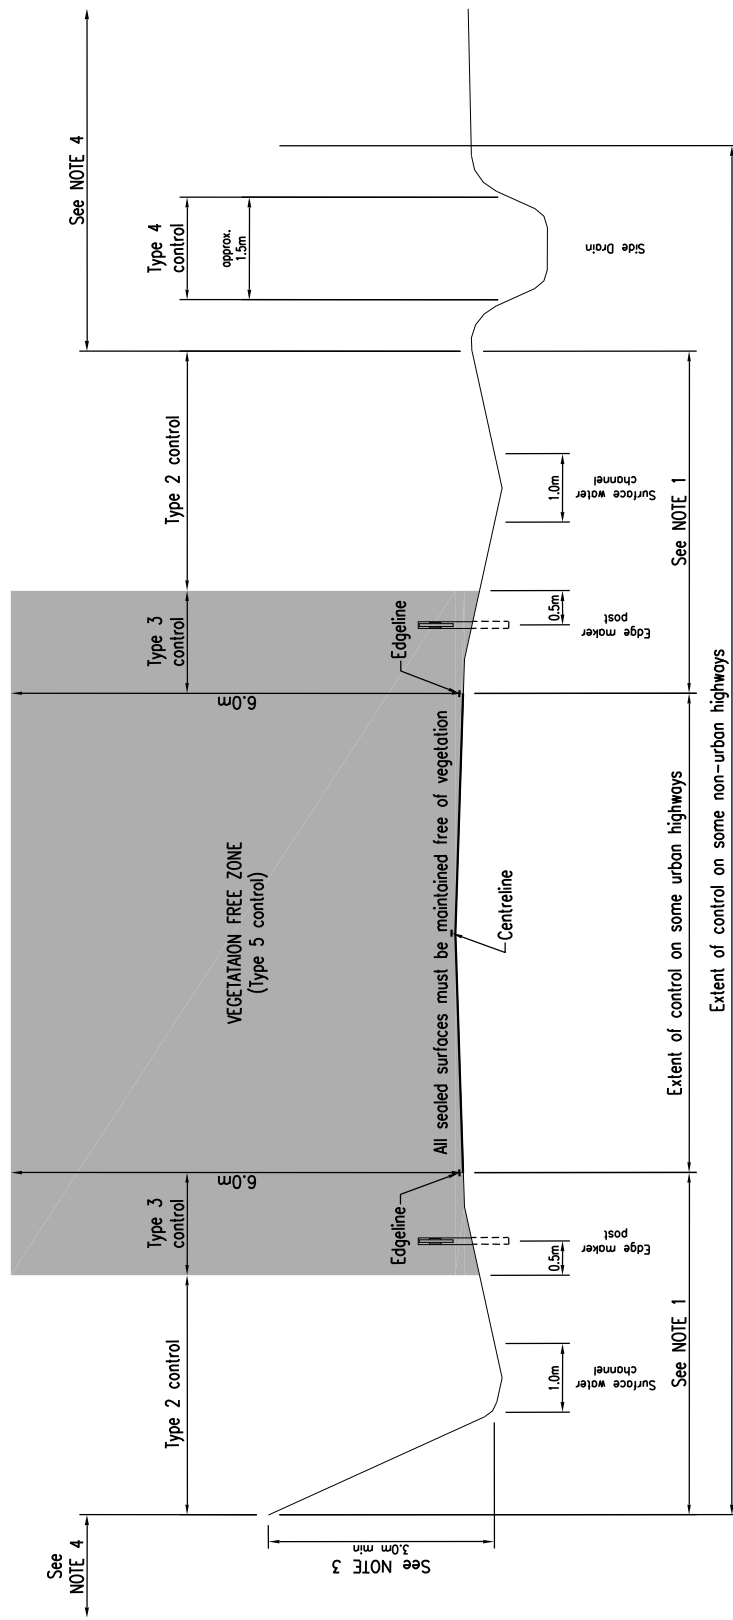 See
NOTE 4
See NOTE 4
Type 2 control
Type 3
control
Type 3
control
Type 2 control
Type 4
control
approx.
1.5m
VEGETATAION FREE ZONE
(Type 5 control)
6.0m
6.0m
See NOTE 3
3.0m min
Edgeline
All sealed surfaces must be maintained free of vegetation
Edgeline
Centreline
1.0m
Surface water
channel
0.5m
Edge maker
post
0.5m
Edge maker
post
1.0m
Surface water
channel
Side Drain
See NOTE 1
Extent of control on some urban highways
See NOTE 1
Extent of control on some non-urban highways